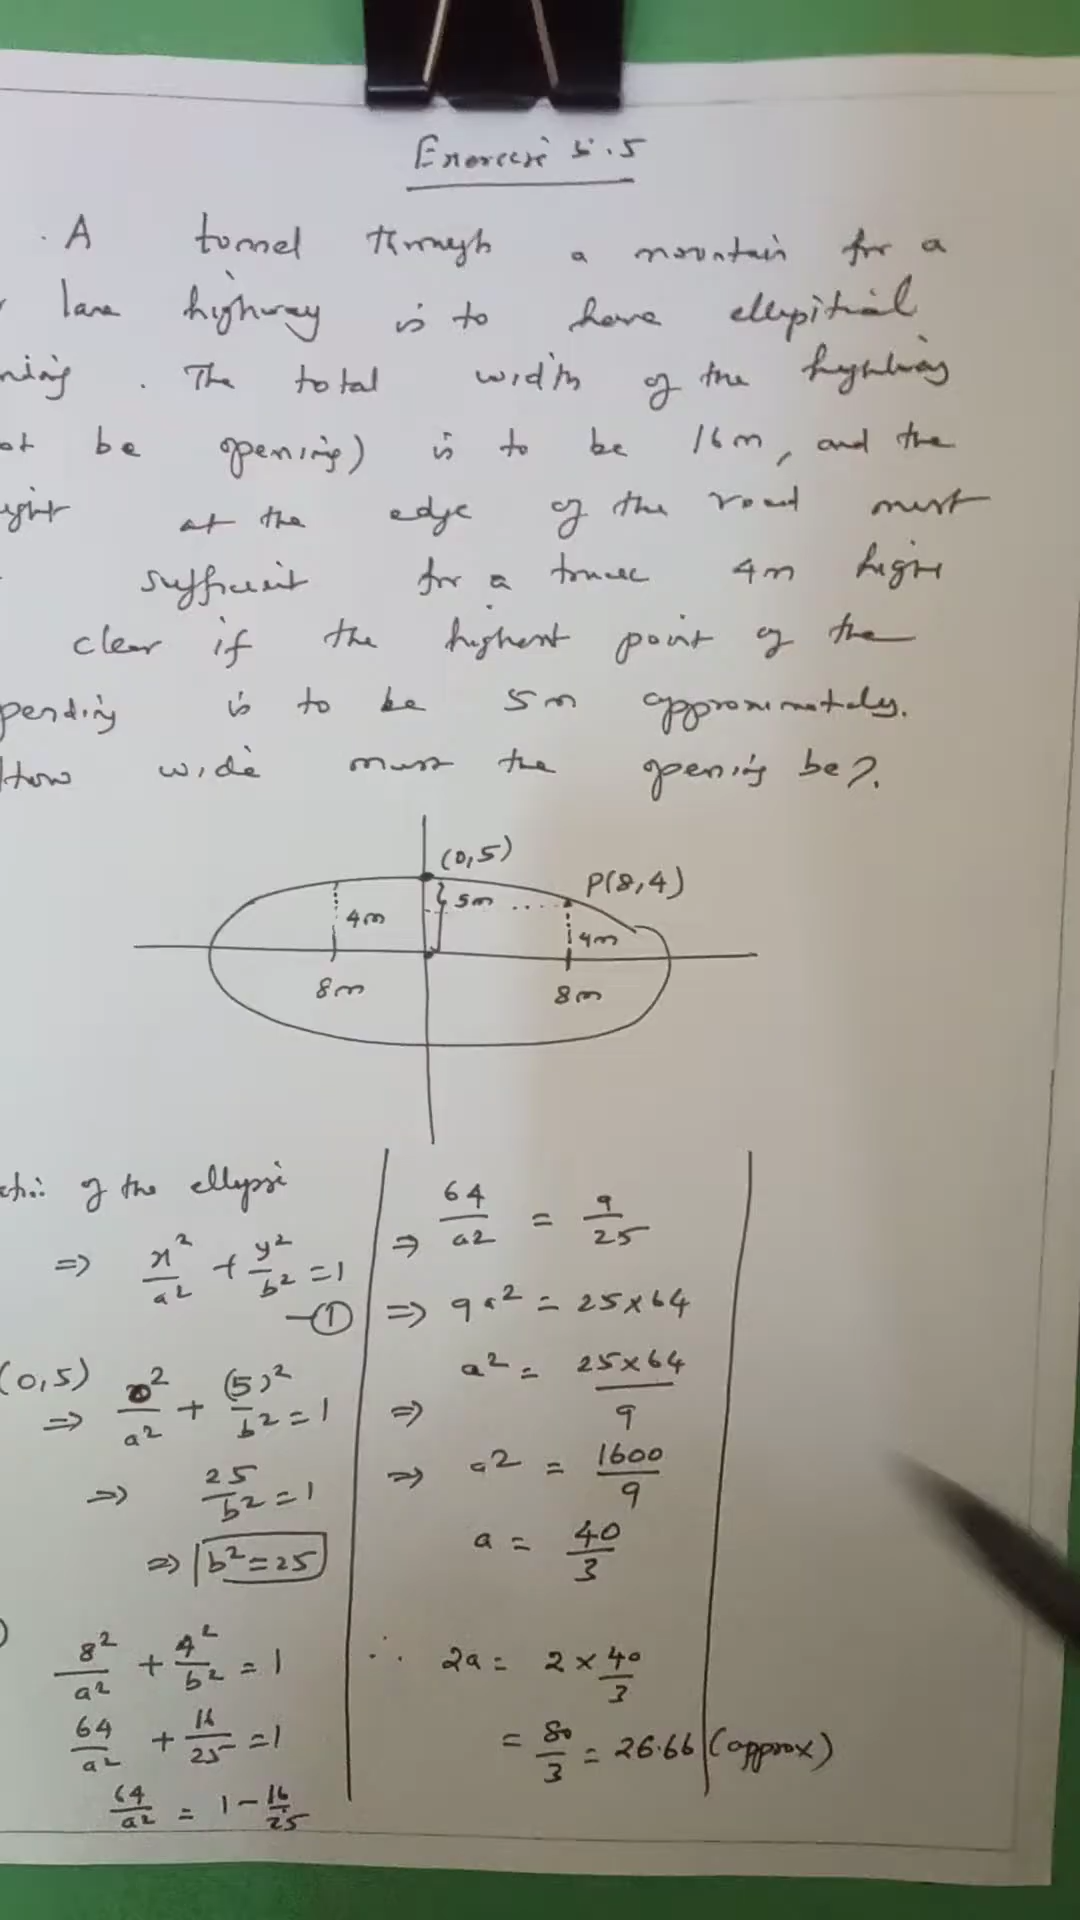 Exercise 5.5
. A tunnel through a mountain for a
lane highway is to have elliptical
. The total width of the highway
be opening) is to be 16m, and the
at the edge of the road must
sufficient for a truck 4m high
clear if the highest point of the
is to be 5m approximately.
How wide must the opening be?.
(0,5)
P(8,4)
5m
4m
4m
8m
8m
of the ellipse
⇒ x²/a² + y²/b² = 1
—①
(0,5) ⇒ 0²/a² + (5)²/b² = 1
⇒ 25/b² = 1
⇒ b² = 25
8²/a² + 4²/b² = 1
64/a² + 16/25 = 1
64/a² = 1 - 16/25
⇒ 64/a2 = 9/25
⇒ 9a² = 25×64
⇒ a² = 25×64/9
⇒ a² = 1600/9
a = 40/3
∴ 2a = 2 × 40/3
= 80/3 = 26.66 (approx)